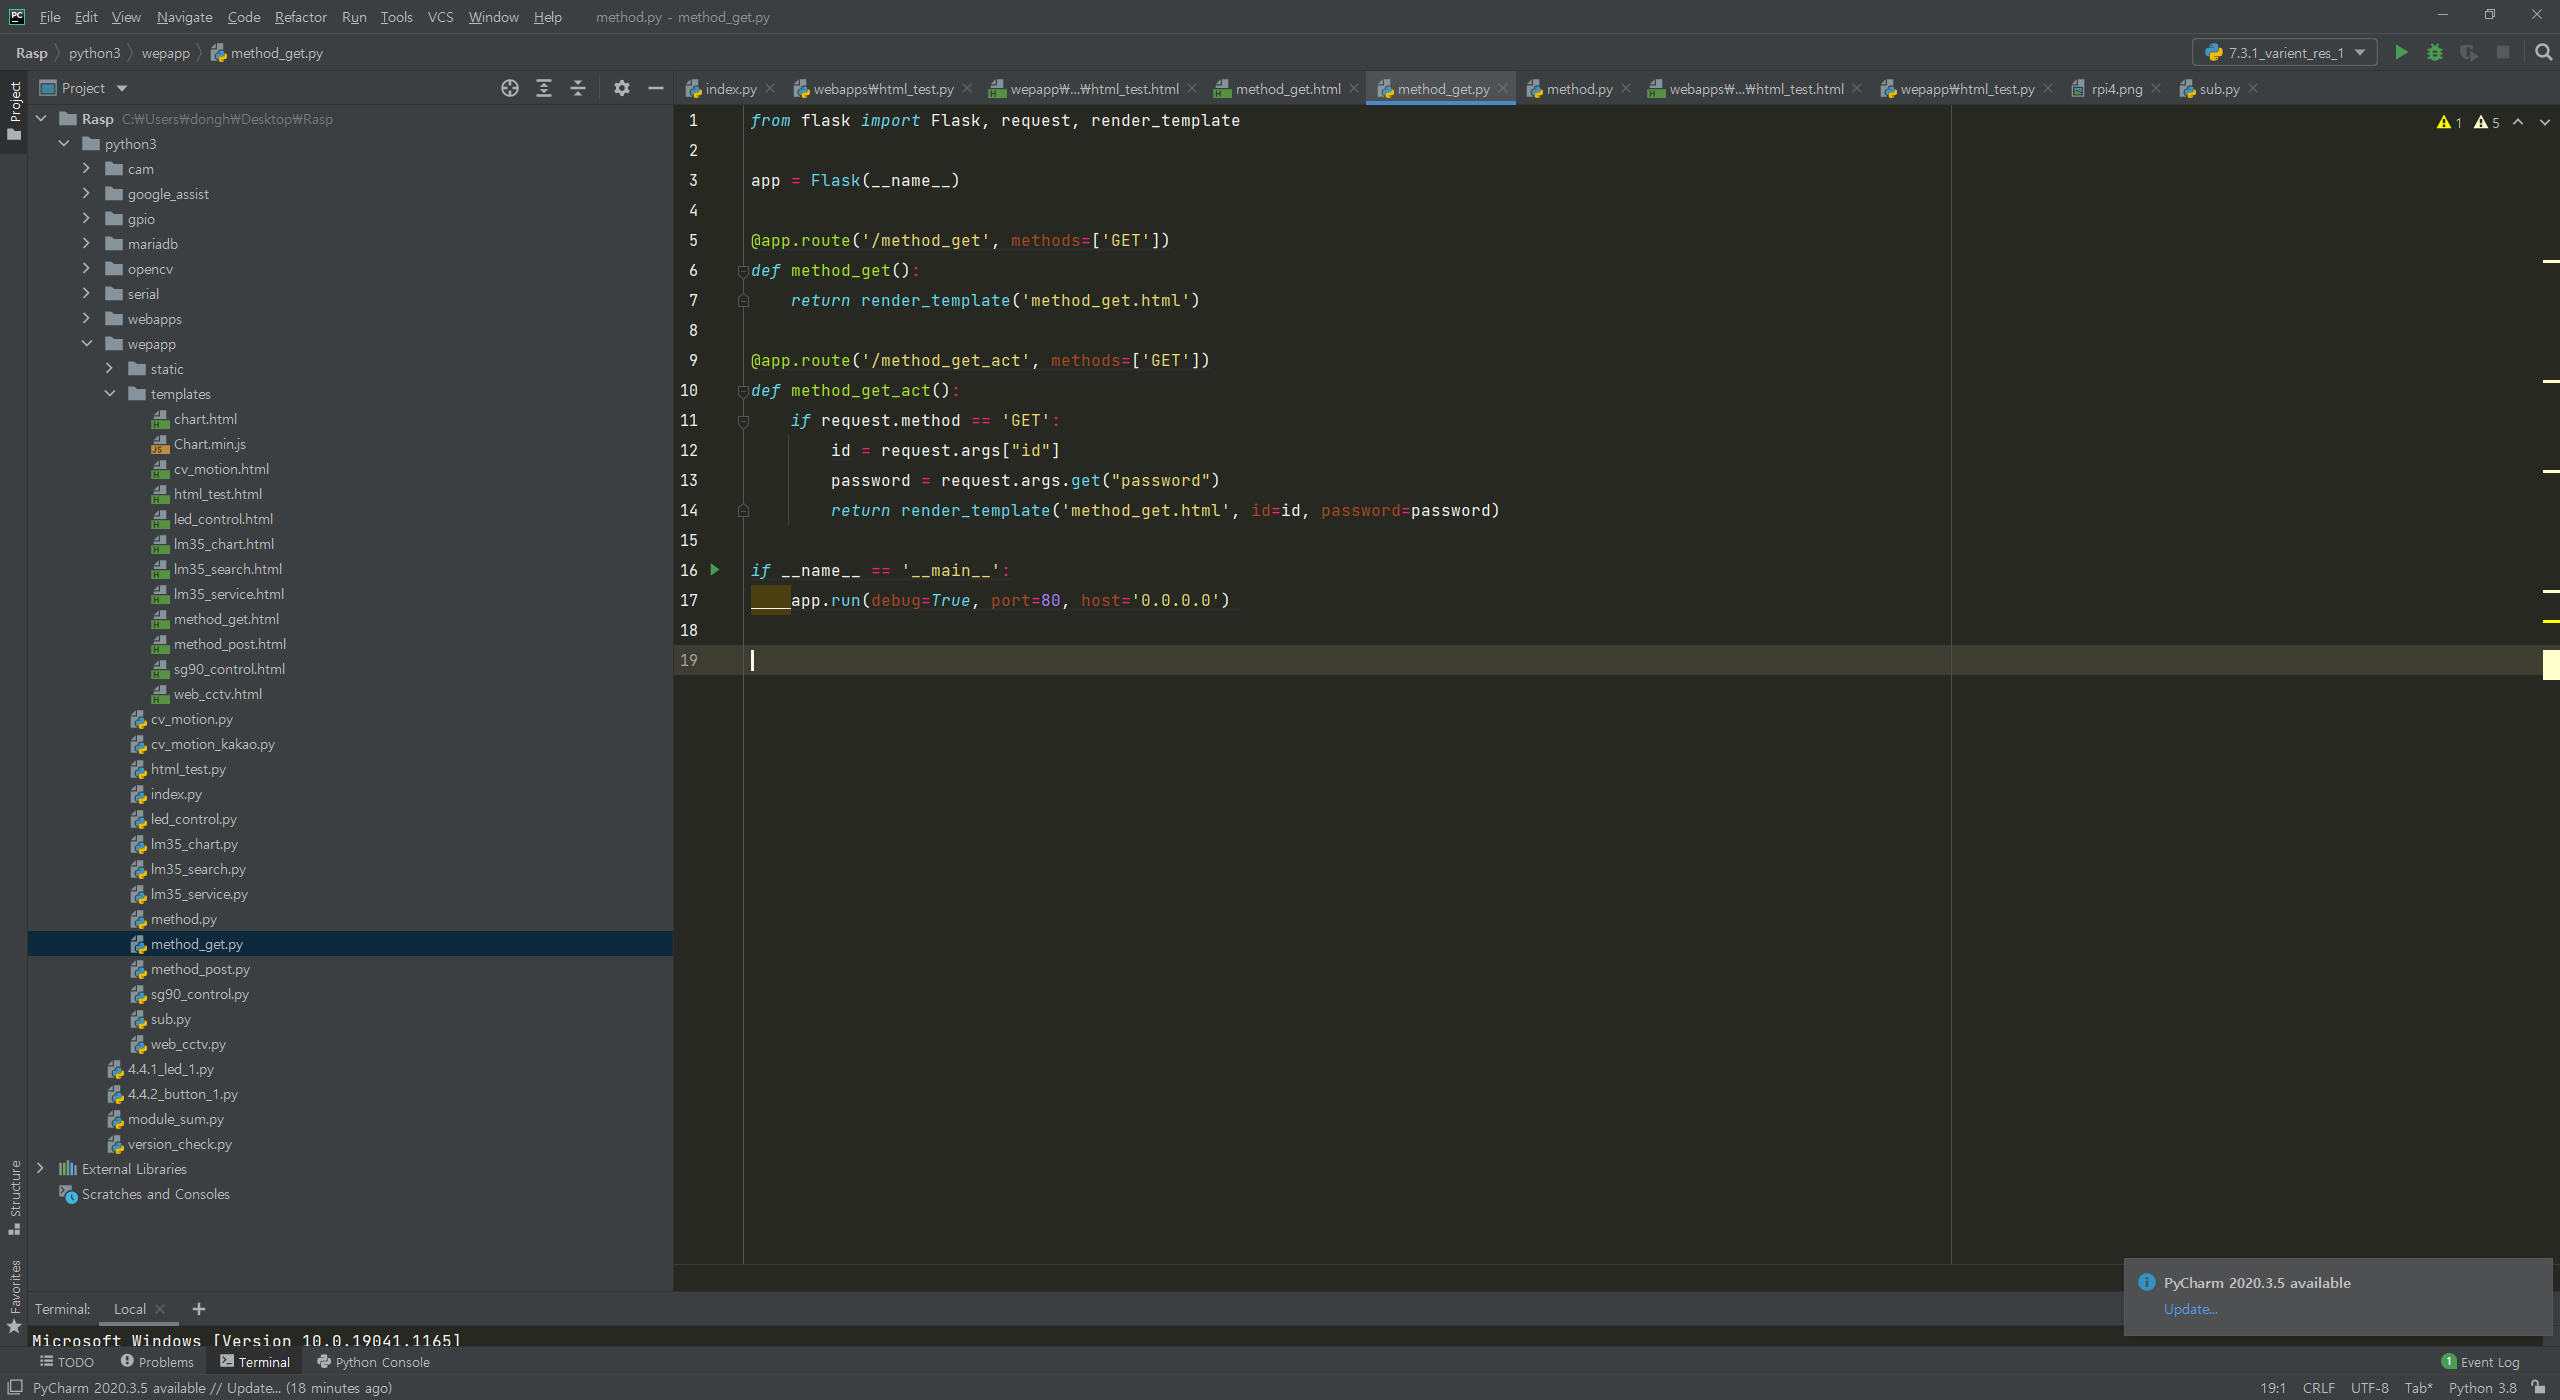 File Edit View Navigate Code Refactor Run Tools VCS Window Help method.py - method_get.py
Rasp python3 wepapp method_get.py 7.3.1_varient_res_1
Project
Project
index.py webapps₩html_test.py wepapp₩...₩html_test.html method_get.html method_get.py method.py webapps₩...₩html_test.html wepapp₩html_test.py rpi4.png sub.py
Rasp C:₩Users₩dongh₩Desktop₩Rasp
python3
cam
google_assist
gpio
mariadb
opencv
serial
webapps
wepapp
static
templates
chart.html
Chart.min.js
cv_motion.html
html_test.html
led_control.html
lm35_chart.html
lm35_search.html
lm35_service.html
method_get.html
method_post.html
sg90_control.html
web_cctv.html
cv_motion.py
cv_motion_kakao.py
html_test.py
index.py
led_control.py
lm35_chart.py
lm35_search.py
lm35_service.py
method.py
method_get.py
method_post.py
sg90_control.py
sub.py
web_cctv.py
4.4.1_led_1.py
4.4.2_button_1.py
module_sum.py
version_check.py
External Libraries
Scratches and Consoles
Structure
Favorites
1 from flask import Flask, request, render_template
2
3 app = Flask(__name__)
4
5 @app.route('/method_get', methods=['GET'])
6 def method_get():
7 return render_template('method_get.html')
8
9 @app.route('/method_get_act', methods=['GET'])
10 def method_get_act():
11 if request.method == 'GET':
12 id = request.args["id"]
13 password = request.args.get("password")
14 return render_template('method_get.html', id=id, password=password)
15
16 if __name__ == '__main__':
17 app.run(debug=True, port=80, host='0.0.0.0')
18
19
1 5
PyCharm 2020.3.5 available
Update...
Terminal: Local
Microsoft Windows [Version 10.0.19041.1165]
TODO Problems Terminal Python Console 1 Event Log
PyCharm 2020.3.5 available // Update... (18 minutes ago) 19:1 CRLF UTF-8 Tab* Python 3.8